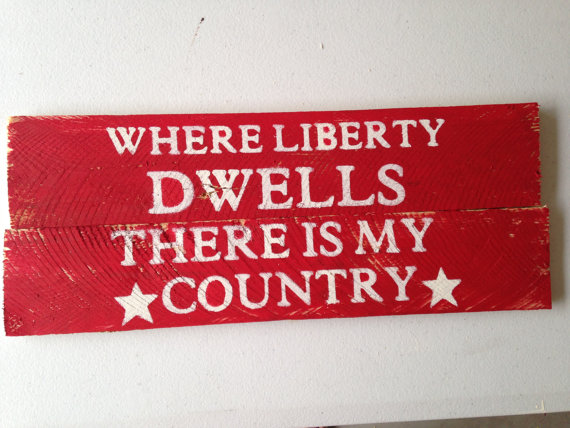 WHERE LIBERTY
DWELLS
THERE IS MY
COUNTRY